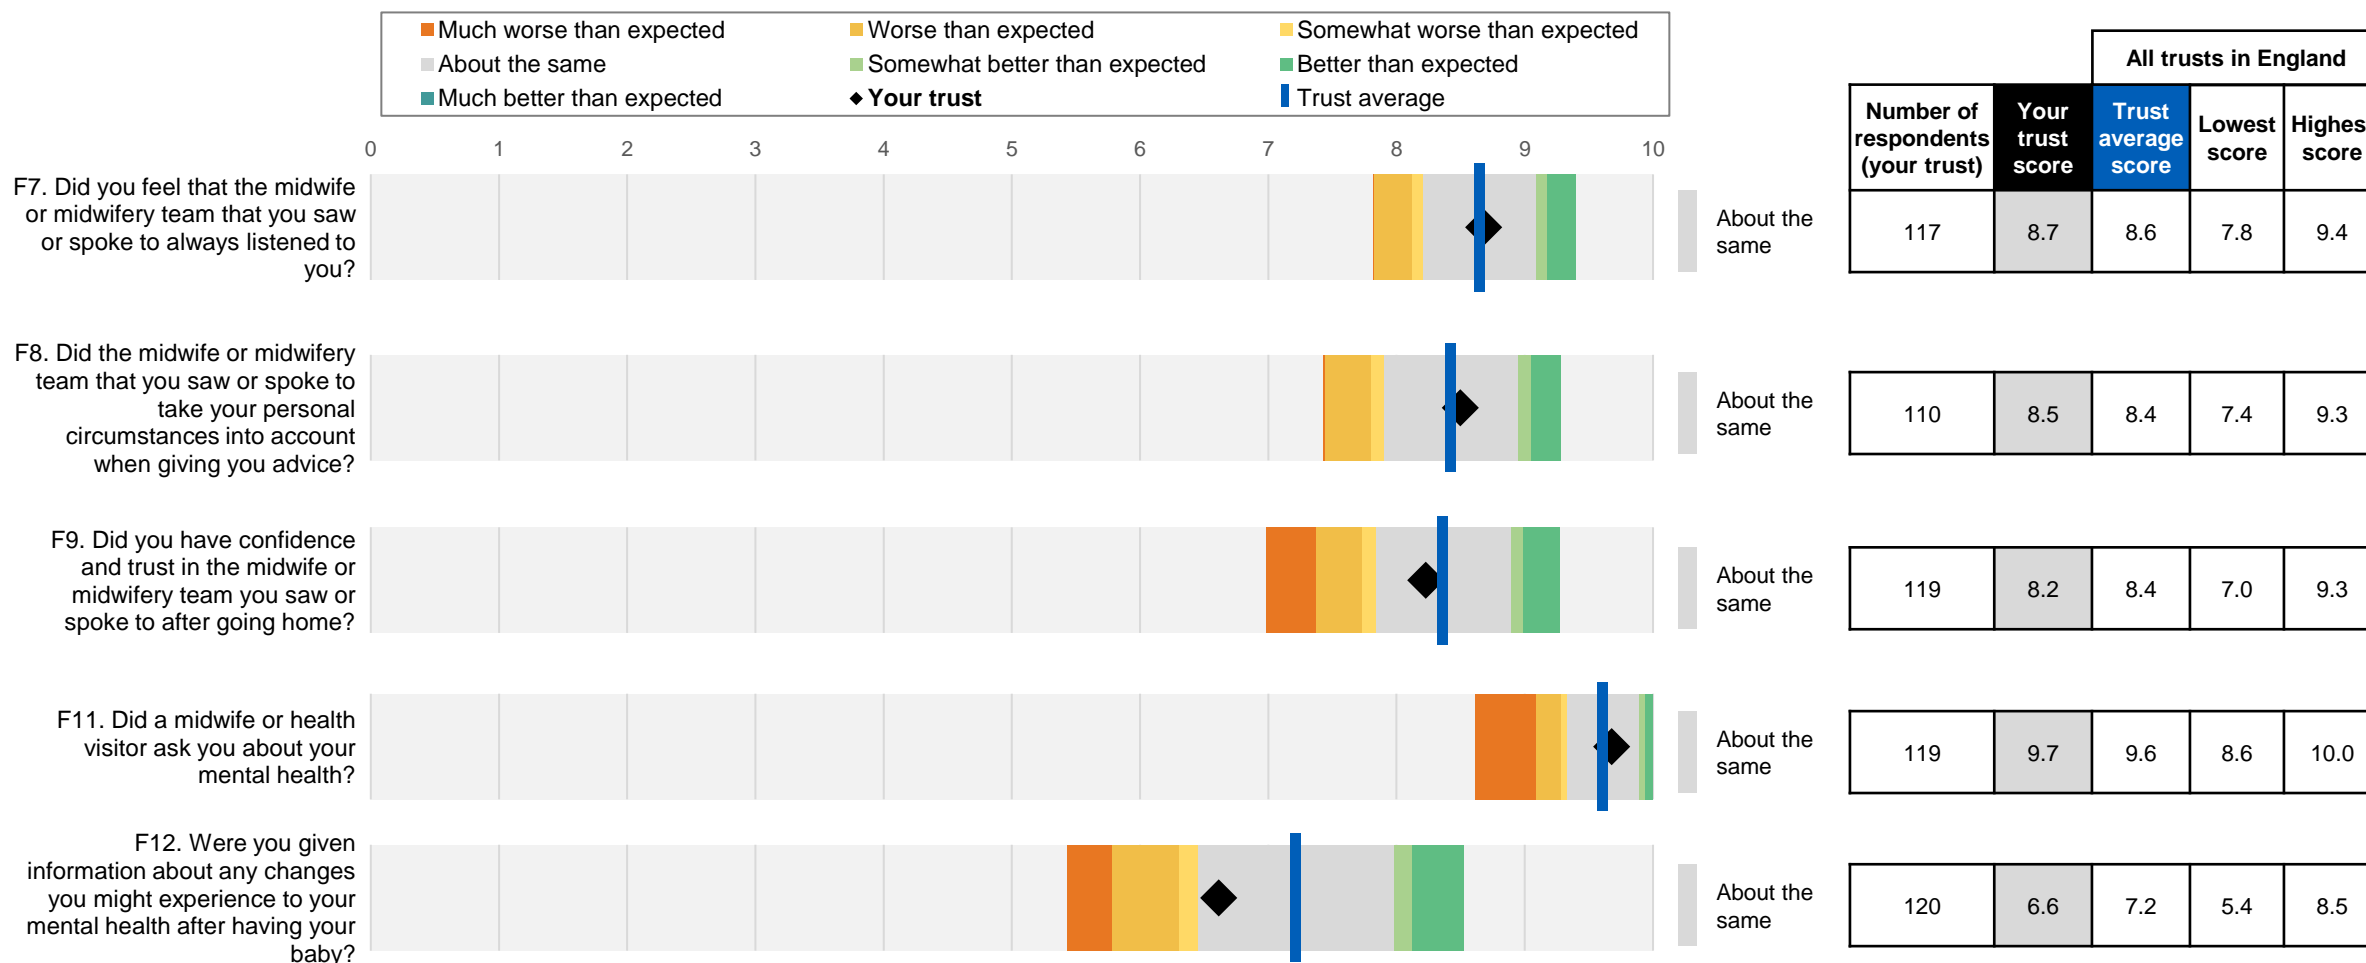 Much worse than expected
Worse than expected
Somewhat worse than expected
About the same
Somewhat better than expected
Better than expected
Much better than expected
Your trust
Trust average
All trusts in England
Number of
respondents
(your trust)
Your
trust
score
Trust
average
score
Lowest
score
Highes
score
0 1 2 3 4 5 6 7 8 9 10
F7. Did you feel that the midwife
or midwifery team that you saw
or spoke to always listened to
you?
About the
same
117 8.7 8.6 7.8 9.4
F8. Did the midwife or midwifery
team that you saw or spoke to
take your personal
circumstances into account
when giving you advice?
About the
same
110 8.5 8.4 7.4 9.3
F9. Did you have confidence
and trust in the midwife or
midwifery team you saw or
spoke to after going home?
About the
same
119 8.2 8.4 7.0 9.3
F11. Did a midwife or health
visitor ask you about your
mental health?
About the
same
119 9.7 9.6 8.6 10.0
F12. Were you given
information about any changes
you might experience to your
mental health after having your
baby?
About the
same
120 6.6 7.2 5.4 8.5